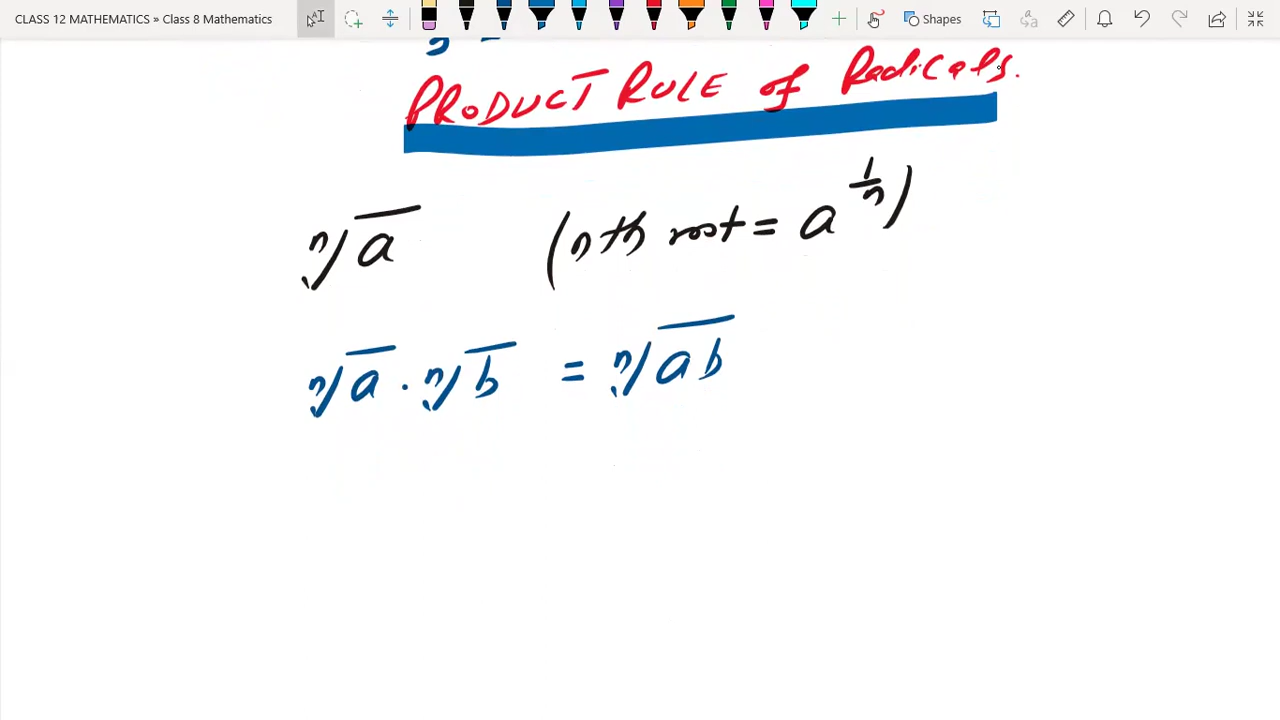 CLASS 12 MATHEMATICS » Class 8 Mathematics
Shapes
PRODUCT RULE of Radicals.
ⁿ√a (nth root = a^(1/n))
ⁿ√a · ⁿ√b = ⁿ√ab